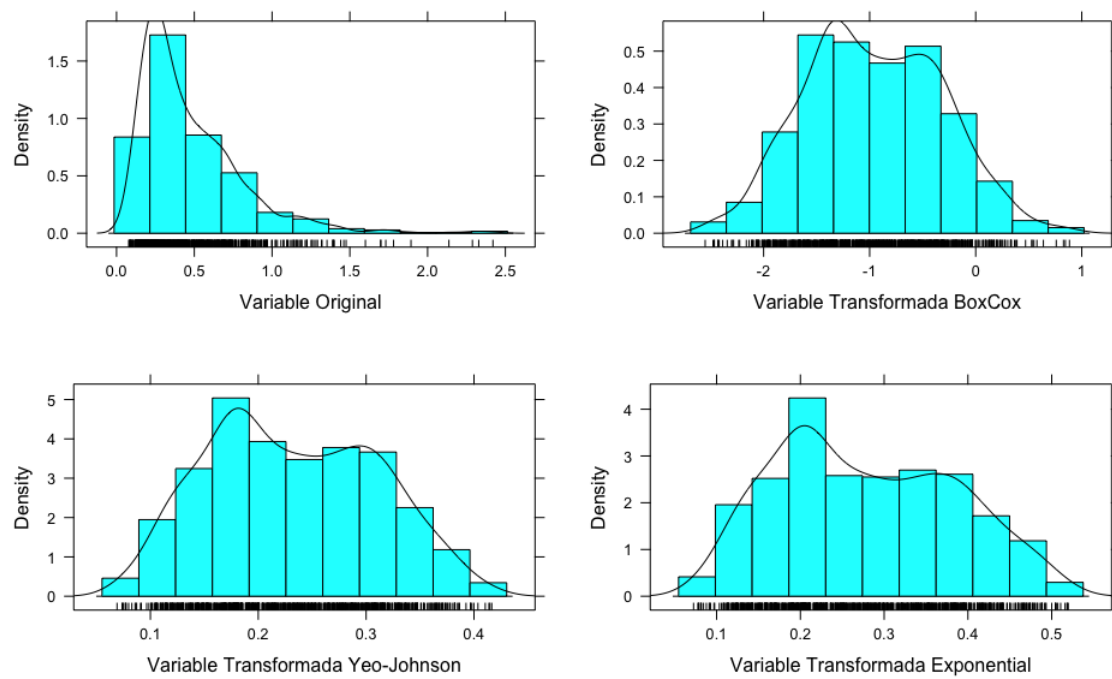 Density
1.5
1.0
0.5
0.0
0.0 0.5 1.0 1.5 2.0 2.5
Variable Original
Density
0.5
0.4
0.3
0.2
0.1
0.0
-2 -1 0 1
Variable Transformada BoxCox
Density
5
4
3
2
1
0
0.1 0.2 0.3 0.4
Variable Transformada Yeo-Johnson
Density
4
3
2
1
0
0.1 0.2 0.3 0.4 0.5
Variable Transformada Exponential